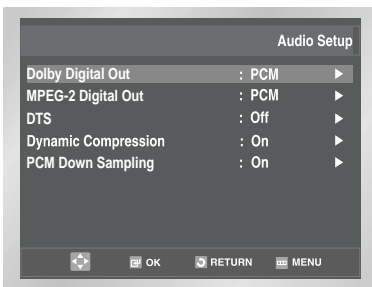 Audio Setup
Dolby Digital Out : PCM ▶
MPEG-2 Digital Out : PCM ▶
DTS : Off ▶
Dynamic Compression : On ▶
PCM Down Sampling : On ▶
OK RETURN MENU